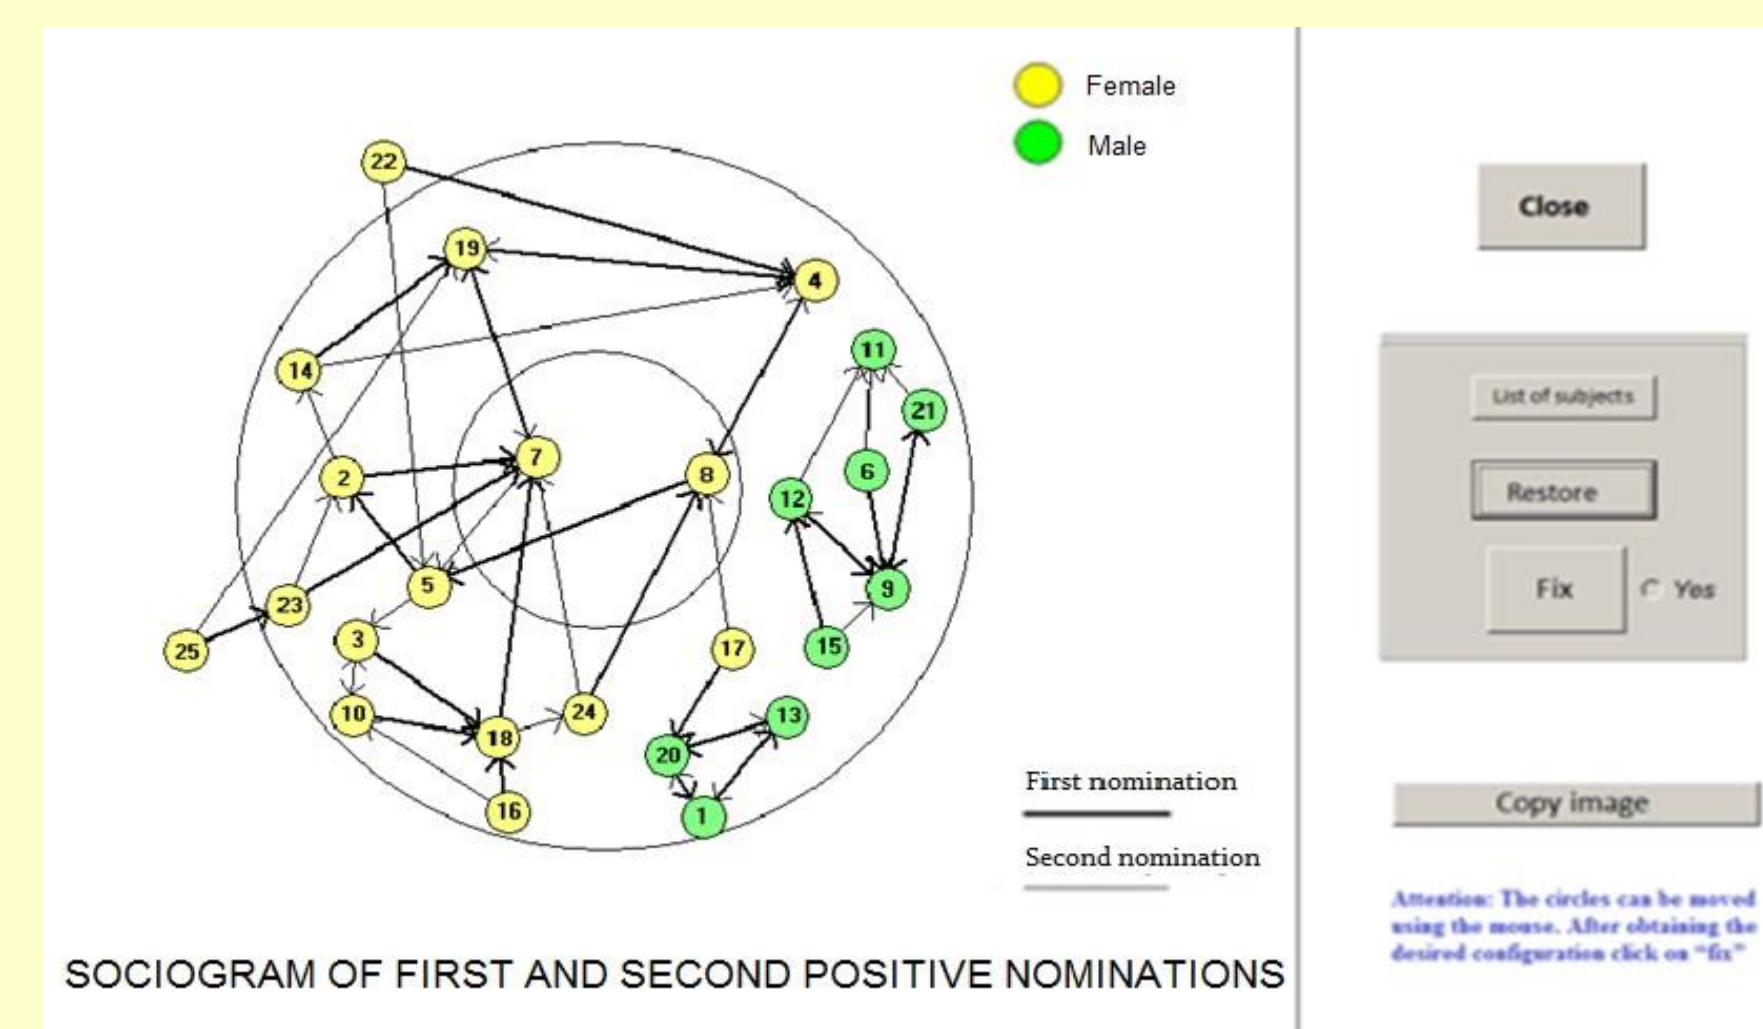 Female
Male
22
19
4
11
14
21
7
2
8
6
12
5
9
23
3
25
17
15
10
24
13
18
20
16
1
First nomination
Second nomination
SOCIOGRAM OF FIRST AND SECOND POSITIVE NOMINATIONS
Close
List of subjects
Restore
Fix
Yes
Copy image
Attention: The circles can be moved
using the mouse. After obtaining the
desired configuration click on “fix”